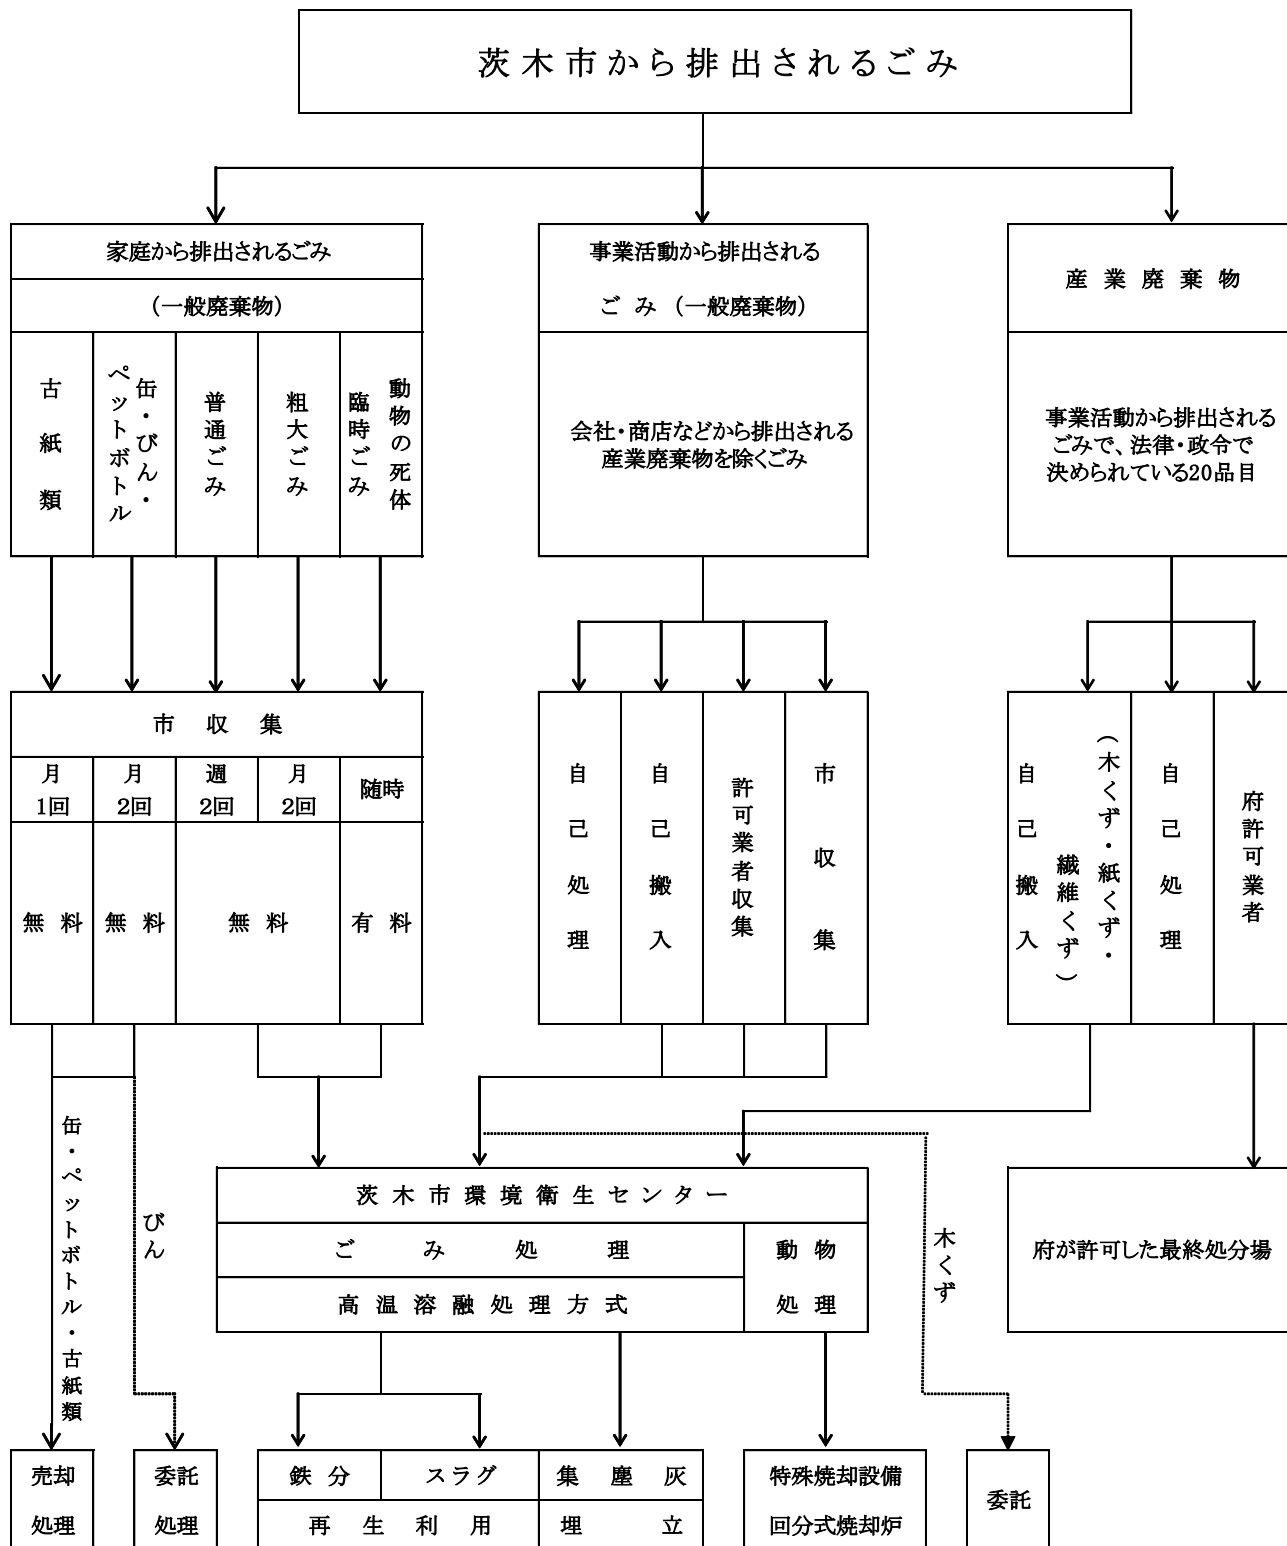 茨木市から排出されるごみ
家庭から排出されるごみ
（一般廃棄物）
古紙類
缶・びん・
ペットボトル
普通ごみ
粗大ごみ
動物の死体
臨時ごみ
事業活動から排出される
ごみ（一般廃棄物）
会社・商店などから排出される
産業廃棄物を除くごみ
産業廃棄物
事業活動から排出される
ごみで、法律・政令で
決められている20品目
市収集
月
1回
月
2回
週
2回
月
2回
随時
無料
無料
無料
有料
自己処理
自己搬入
許可業者収集
市収集
（木くず・紙くず・
繊維くず）
自己搬入
自己処理
府許可業者
缶・ペットボトル・古紙類
びん
茨木市環境衛生センター
ごみ処理
高温溶融処理方式
動物
処理
木くず
府が許可した最終処分場
売却
処理
委託
処理
鉄分
スラグ
再生利用
集塵灰
埋立
特殊焼却設備
回分式焼却炉
委託